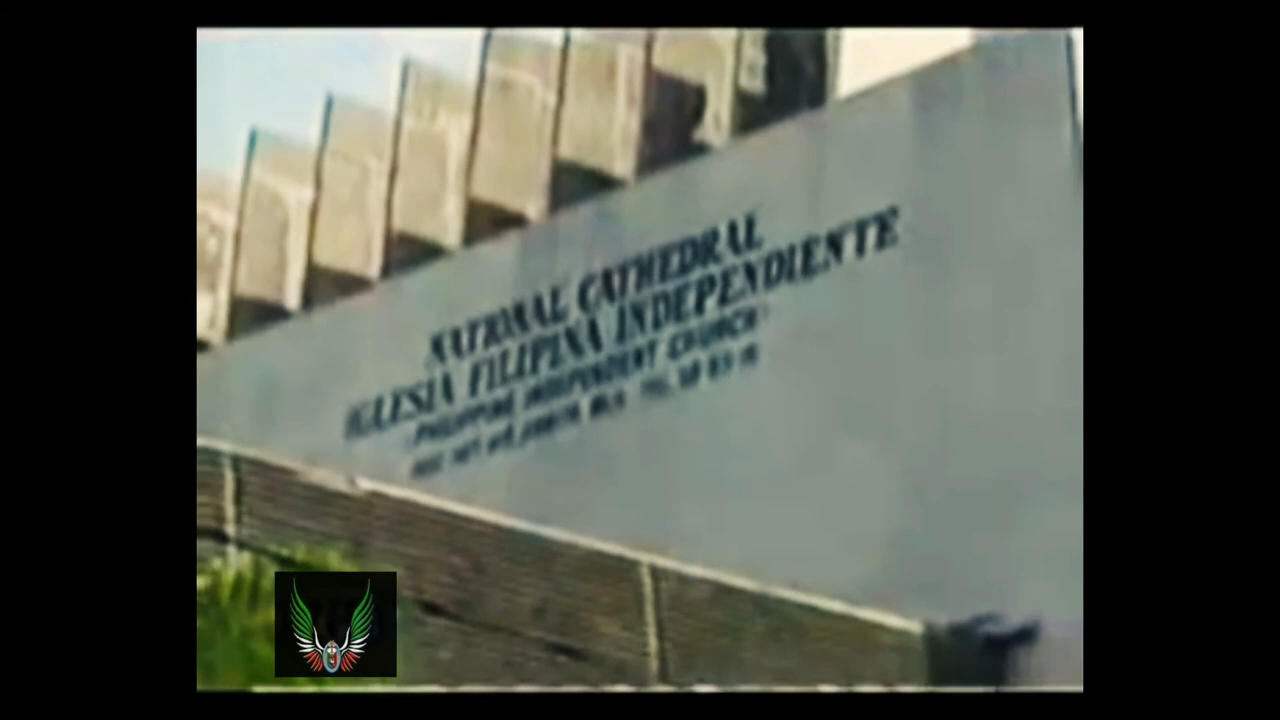 NATIONAL CATHEDRAL
IGLESIA FILIPINA INDEPENDIENTE
(PHILIPPINE INDEPENDENT CHURCH)